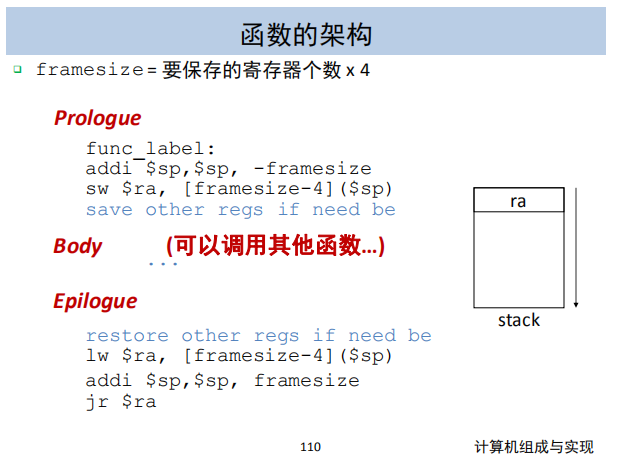 函数的架构
framesize = 要保存的寄存器个数 x 4
Prologue
func_label:
addi $sp,$sp, -framesize
sw $ra, [framesize-4]($sp)
save other regs if need be
Body (可以调用其他函数…)
...
Epilogue
restore other regs if need be
lw $ra, [framesize-4]($sp)
addi $sp,$sp, framesize
jr $ra
ra
stack
110
计算机组成与实现